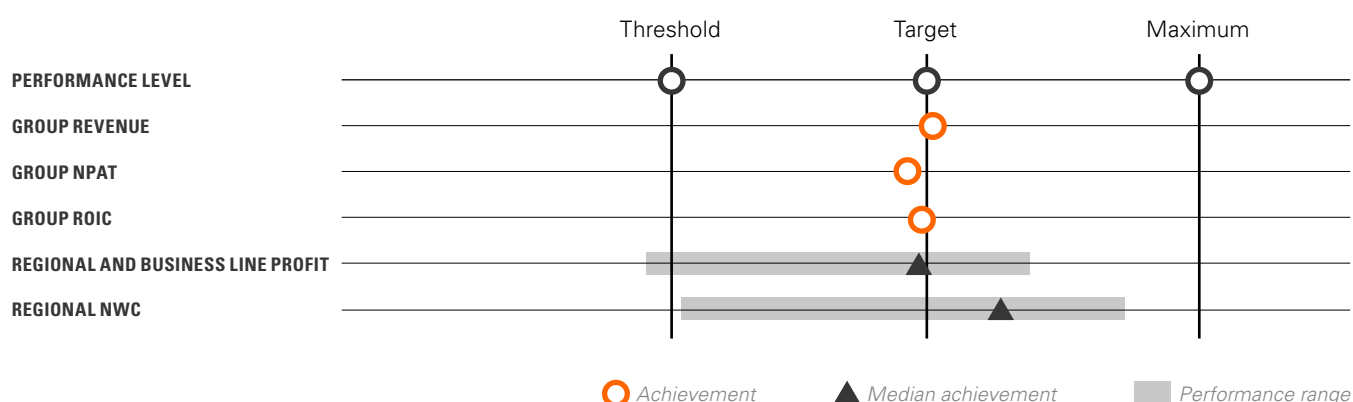 Threshold Target Maximum
PERFORMANCE LEVEL
GROUP REVENUE
GROUP NPAT
GROUP ROIC
REGIONAL AND BUSINESS LINE PROFIT
REGIONAL NWC
Achievement Median achievement Performance range